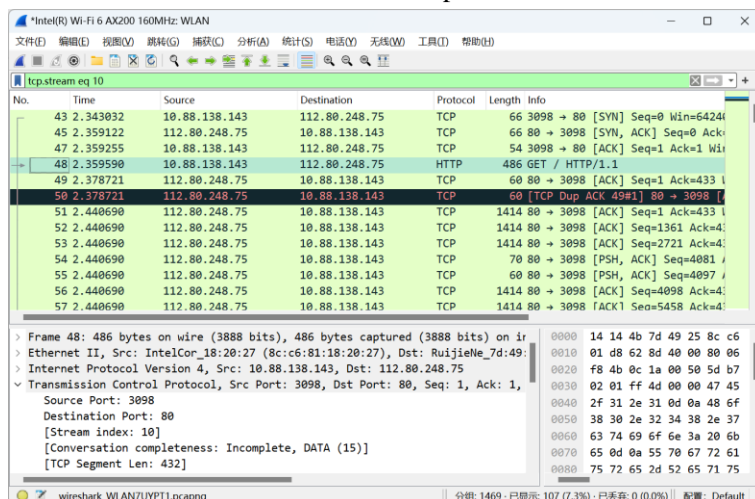 *Intel(R) Wi-Fi 6 AX200 160MHz: WLAN
文件(F) 编辑(E) 视图(V) 跳转(G) 捕获(C) 分析(A) 统计(S) 电话(Y) 无线(W) 工具(T) 帮助(H)
tcp.stream eq 10
No. Time Source Destination Protocol Length Info
43 2.343032 10.88.138.143 112.80.248.75 TCP 66 3098 → 80 [SYN] Seq=0 Win=6424
45 2.359122 112.80.248.75 10.88.138.143 TCP 66 80 → 3098 [SYN, ACK] Seq=0 Ack
47 2.359255 10.88.138.143 112.80.248.75 TCP 54 3098 → 80 [ACK] Seq=1 Ack=1 Wi
48 2.359590 10.88.138.143 112.80.248.75 HTTP 486 GET / HTTP/1.1
49 2.378721 112.80.248.75 10.88.138.143 TCP 60 80 → 3098 [ACK] Seq=1 Ack=433
50 2.378721 112.80.248.75 10.88.138.143 TCP 60 [TCP Dup ACK 49#1] 80 → 3098 [
51 2.440690 112.80.248.75 10.88.138.143 TCP 1414 80 → 3098 [ACK] Seq=1 Ack=433
52 2.440690 112.80.248.75 10.88.138.143 TCP 1414 80 → 3098 [ACK] Seq=1361 Ack=4
53 2.440690 112.80.248.75 10.88.138.143 TCP 1414 80 → 3098 [ACK] Seq=2721 Ack=4
54 2.440690 112.80.248.75 10.88.138.143 TCP 70 80 → 3098 [PSH, ACK] Seq=4081
55 2.440690 112.80.248.75 10.88.138.143 TCP 60 80 → 3098 [PSH, ACK] Seq=4097
56 2.440690 112.80.248.75 10.88.138.143 TCP 1414 80 → 3098 [ACK] Seq=4098 Ack=4
57 2.440690 112.80.248.75 10.88.138.143 TCP 1414 80 → 3098 [ACK] Seq=5458 Ack=4
Frame 48: 486 bytes on wire (3888 bits), 486 bytes captured (3888 bits) on
Ethernet II, Src: IntelCor_18:20:27 (8c:c6:81:18:20:27), Dst: RuijieNe_7d:49:
Internet Protocol Version 4, Src: 10.88.138.143, Dst: 112.80.248.75
Transmission Control Protocol, Src Port: 3098, Dst Port: 80, Seq: 1, Ack: 1,
Source Port: 3098
Destination Port: 80
[Stream index: 10]
[Conversation completeness: Incomplete, DATA (15)]
[TCP Segment Len: 432]
0000 14 14 4b 7d 49 25 8c c6
0010 01 d8 62 8d 40 00 80 06
0020 f8 4b 0c 1a 00 50 5d b7
0030 02 01 ff 4d 00 00 47 45
0040 2f 31 2e 31 0d 0a 48 6f
0050 38 30 2e 32 34 38 2e 37
0060 63 74 69 6f 6e 3a 20 6b
0070 65 0d 0a 55 70 67 72 61
0080 75 72 65 2d 52 65 71 75
wireshark_WLAN7UYPT1.pcapng 分组: 1469 · 已显示: 107 (7.3%) · 已丢弃: 0 (0.0%) 配置: Default